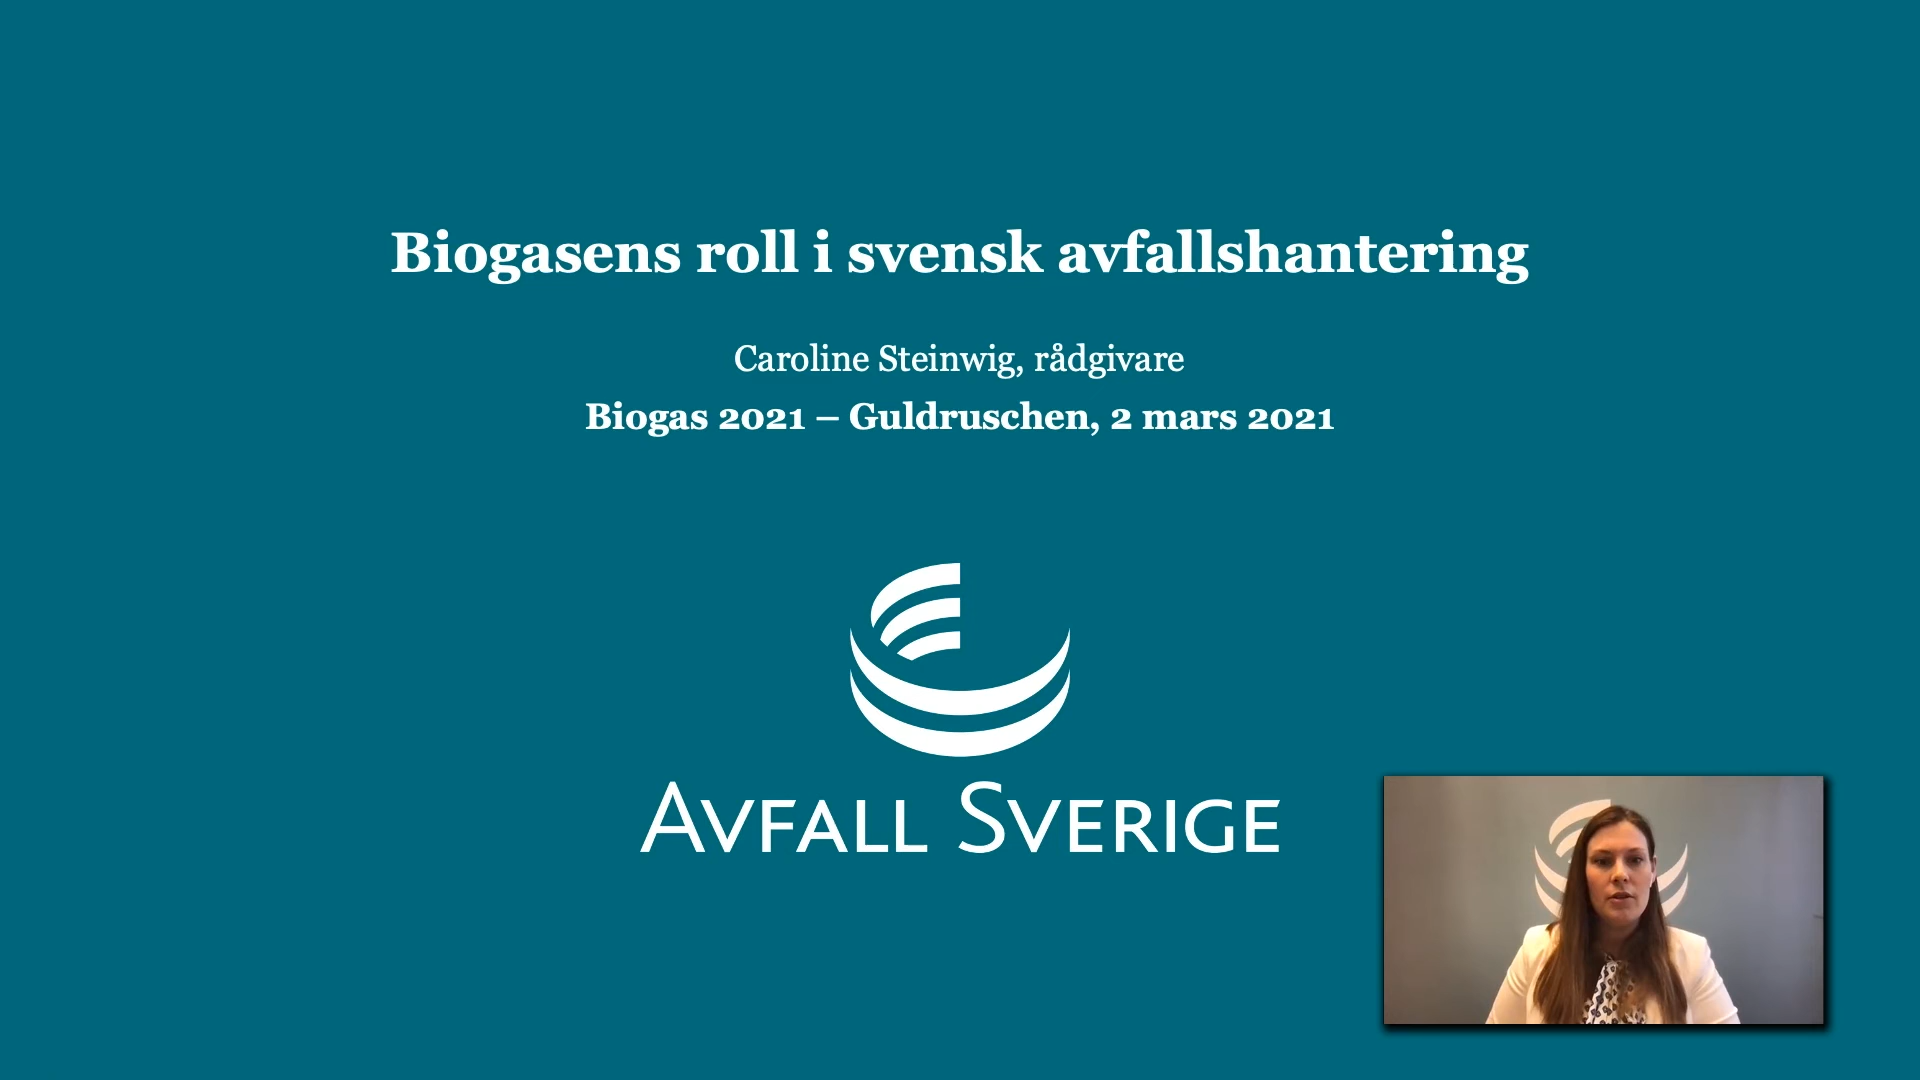 Biogasens roll i svensk avfallshantering
Caroline Steinwig, rådgivare
Biogas 2021 – Guldruschen, 2 mars 2021
AVFALL SVERIGE